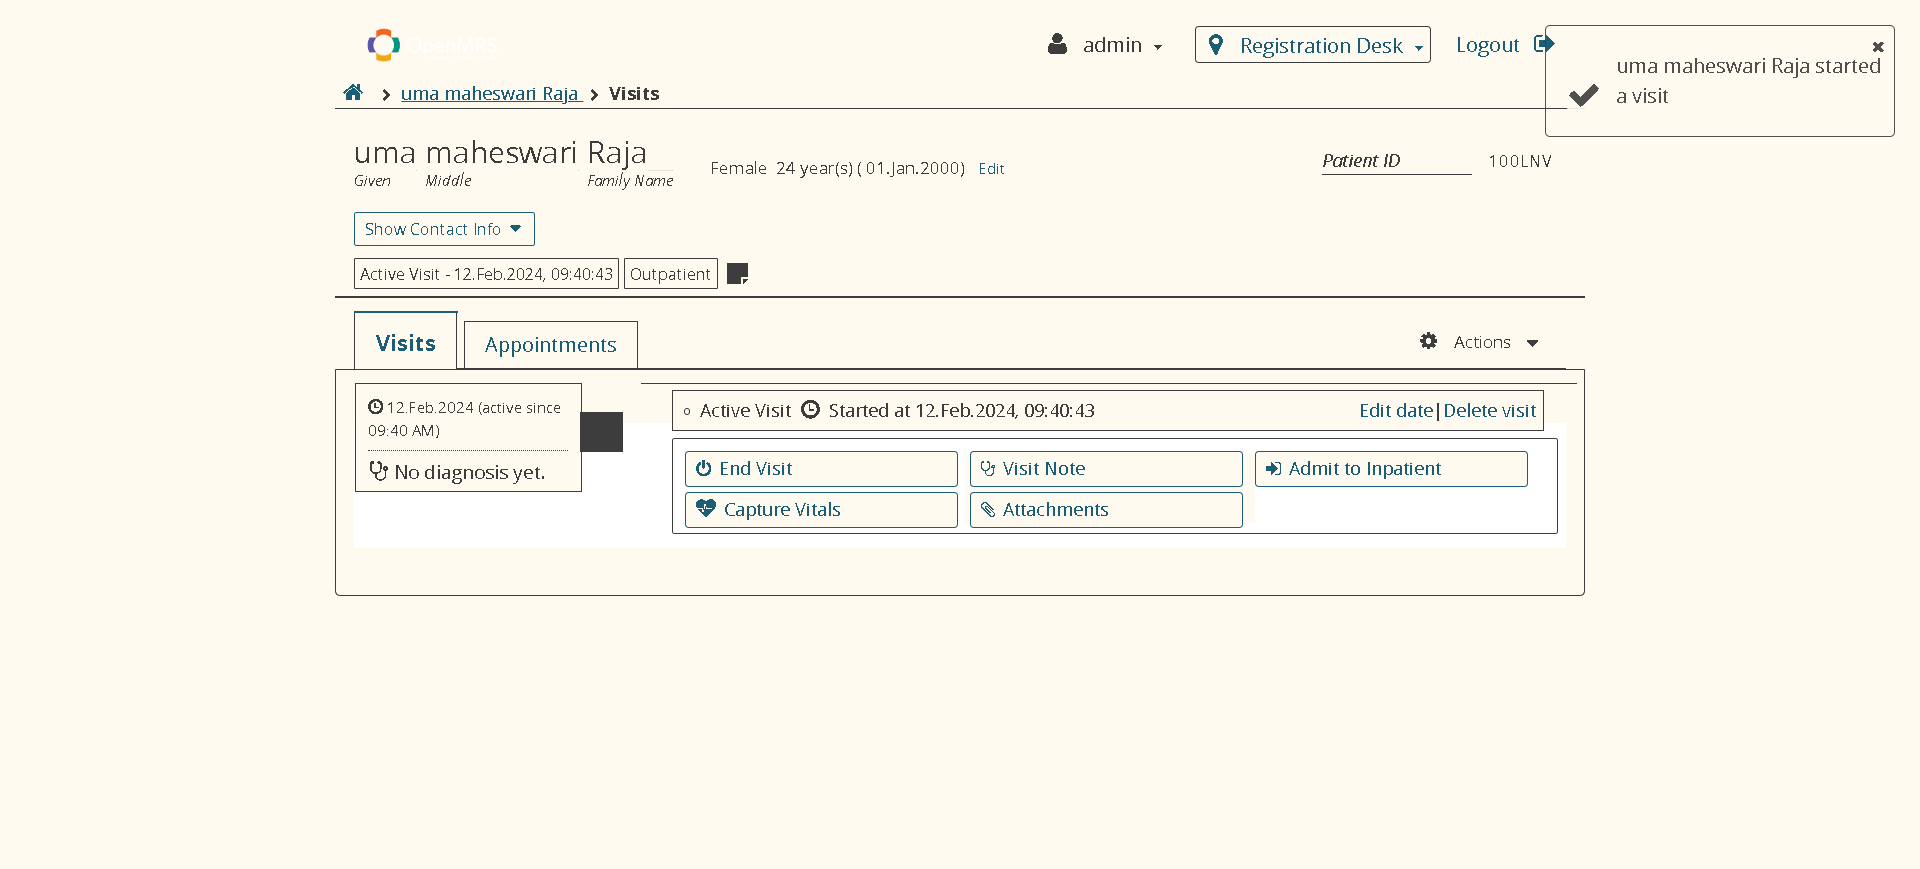 admin
Registration Desk
Logout
uma maheswari Raja started
a visit
uma maheswari Raja
Visits
uma maheswari Raja
Given Middle Family Name
Female 24 year(s) ( 01.Jan.2000) Edit
Patient ID 100LNV
Show Contact Info
Active Visit - 12.Feb.2024, 09:40:43 Outpatient
Visits
Appointments
Actions
12.Feb.2024 (active since
09:40 AM)
No diagnosis yet.
Active Visit Started at 12.Feb.2024, 09:40:43
Edit date|Delete visit
End Visit
Visit Note
Admit to Inpatient
Capture Vitals
Attachments